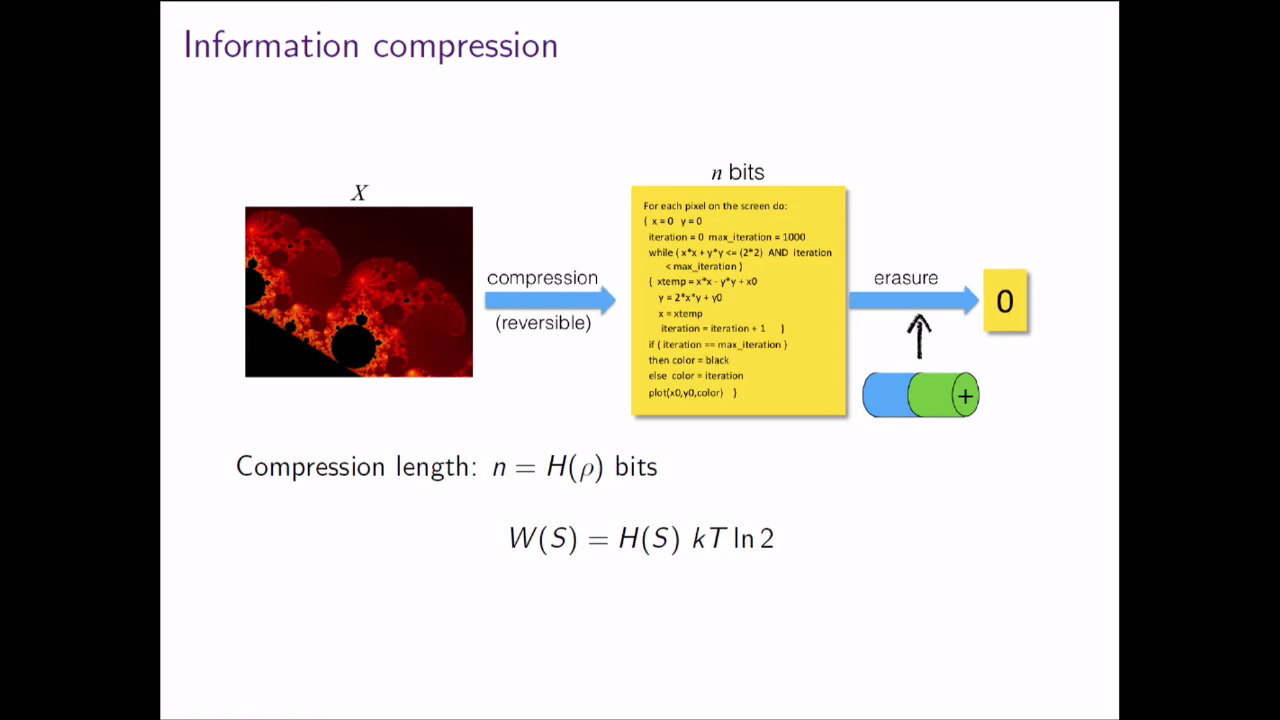 Information compression
X
n bits
For each pixel on the screen do:
{ x = 0 y = 0
iteration = 0 max_iteration = 1000
while ( x*x + y*y <= (2*2) AND iteration
< max_iteration )
{ xtemp = x*x - y*y + x0
y = 2*x*y + y0
x = xtemp
iteration = iteration + 1 }
if ( iteration == max_iteration )
then color = black
else color = iteration
plot(x0,y0,color) }
compression
(reversible)
erasure
0
+
Compression length: n = H(ρ) bits
W(S) = H(S) kT ln 2